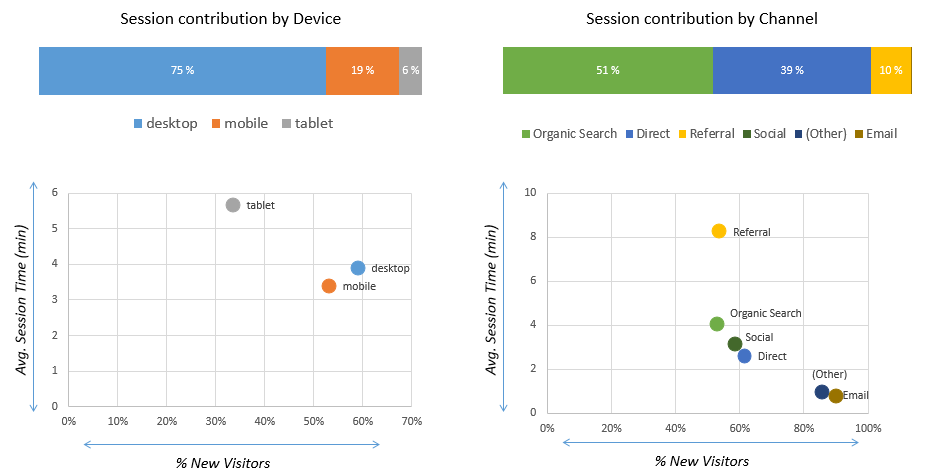 Session contribution by Device
75 %
19 %
6 %
desktop
mobile
tablet
Avg. Session Time (min)
6
5
4
3
2
1
0
tablet
desktop
mobile
0%
10%
20%
30%
40%
50%
60%
70%
% New Visitors
Session contribution by Channel
51 %
39 %
10 %
Organic Search
Direct
Referral
Social
(Other)
Email
Avg. Session Time (min)
10
8
6
4
2
0
Referral
Organic Search
Social
Direct
(Other)
Email
0%
20%
40%
60%
80%
100%
% New Visitors